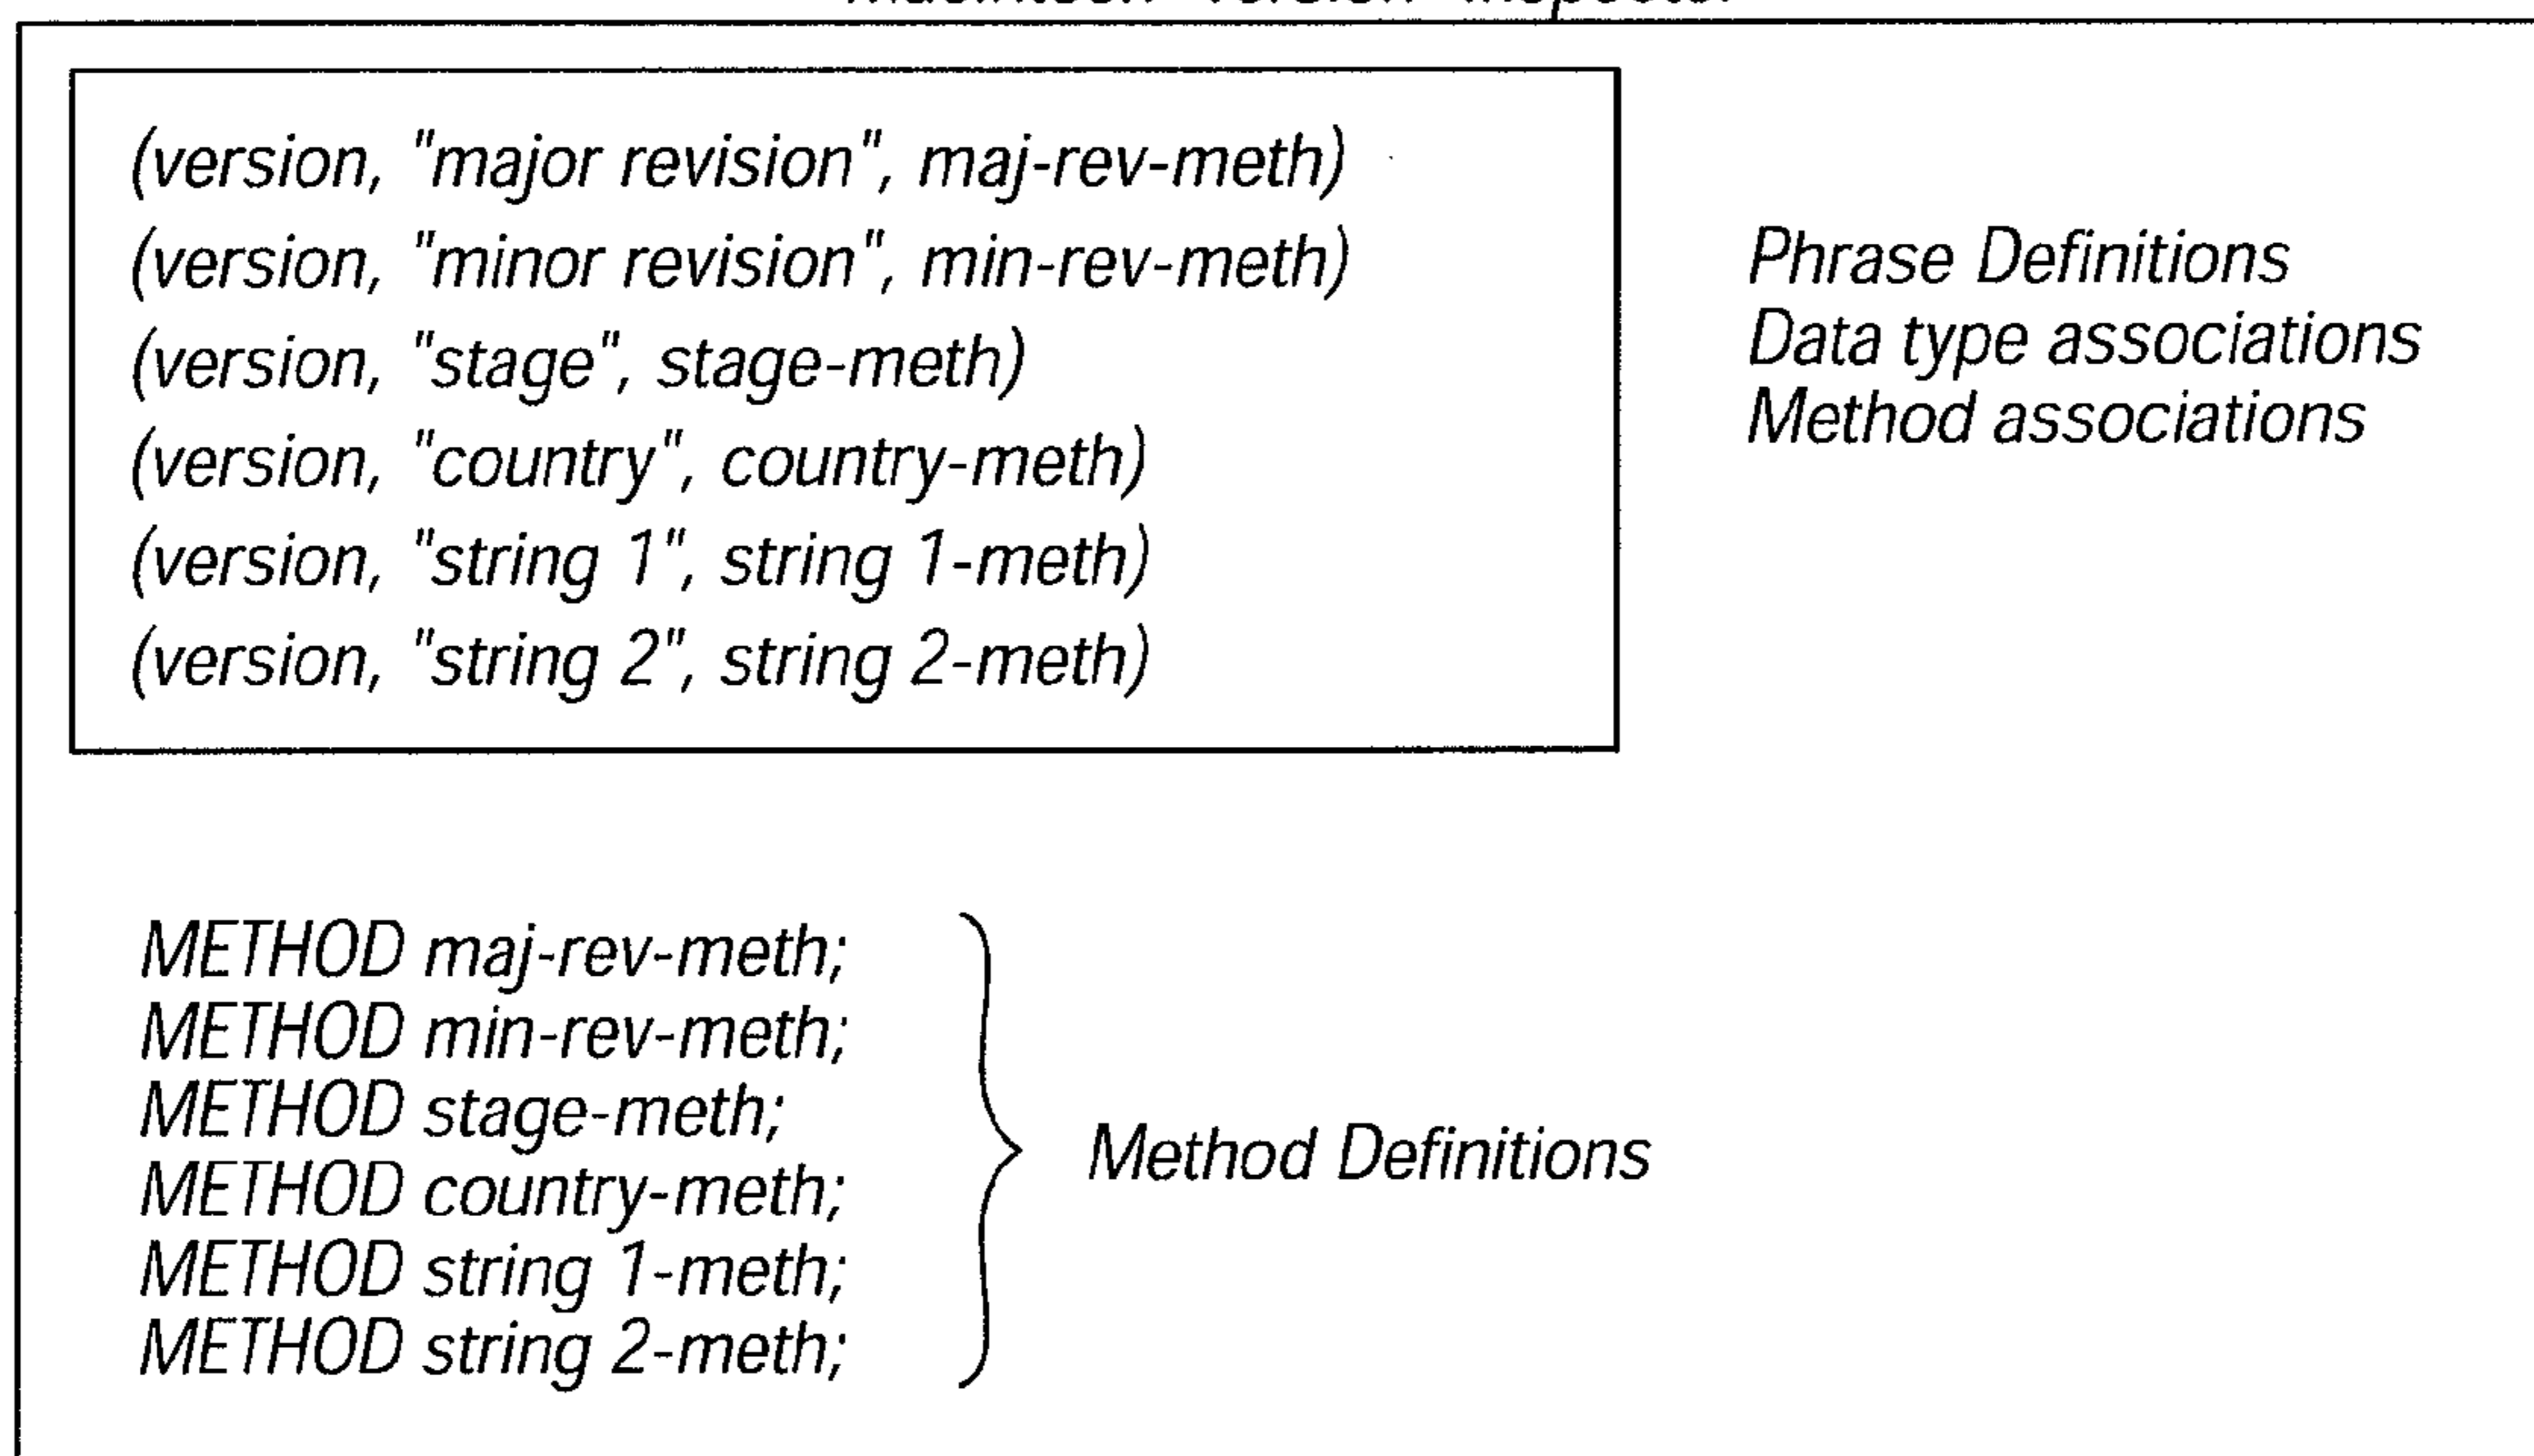 Macintosh Version Inspector
(version, "major revision", maj-rev-meth)
(version, "minor revision", min-rev-meth)
(version, "stage", stage-meth)
(version, "country", country-meth)
(version, "string 1", string 1-meth)
(version, "string 2", string 2-meth)
Phrase Definitions
Data type associations
Method associations
METHOD maj-rev-meth;
METHOD min-rev-meth;
METHOD stage-meth;
METHOD country-meth;
METHOD string 1-meth;
METHOD string 2-meth;
Method Definitions